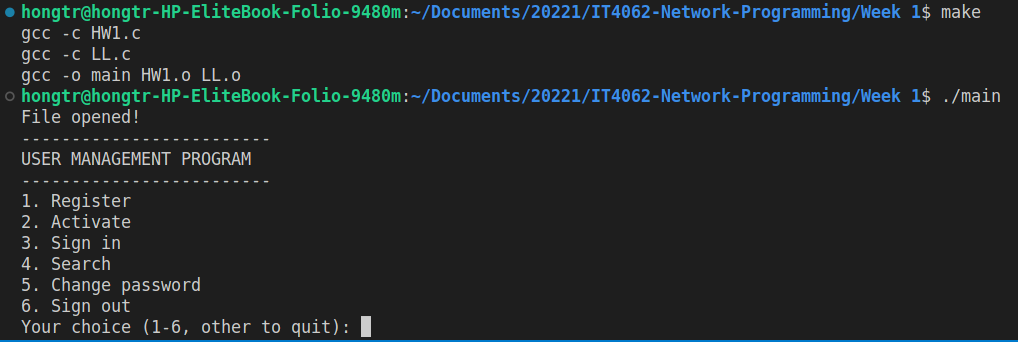 hongtr@hongtr-HP-EliteBook-Folio-9480m:~/Documents/20221/IT4062-Network-Programming/Week 1$ make
gcc -c HW1.c
gcc -c LL.c
gcc -o main HW1.o LL.o
hongtr@hongtr-HP-EliteBook-Folio-9480m:~/Documents/20221/IT4062-Network-Programming/Week 1$ ./main
File opened!
-------------------------
USER MANAGEMENT PROGRAM
-------------------------
1. Register
2. Activate
3. Sign in
4. Search
5. Change password
6. Sign out
Your choice (1-6, other to quit):